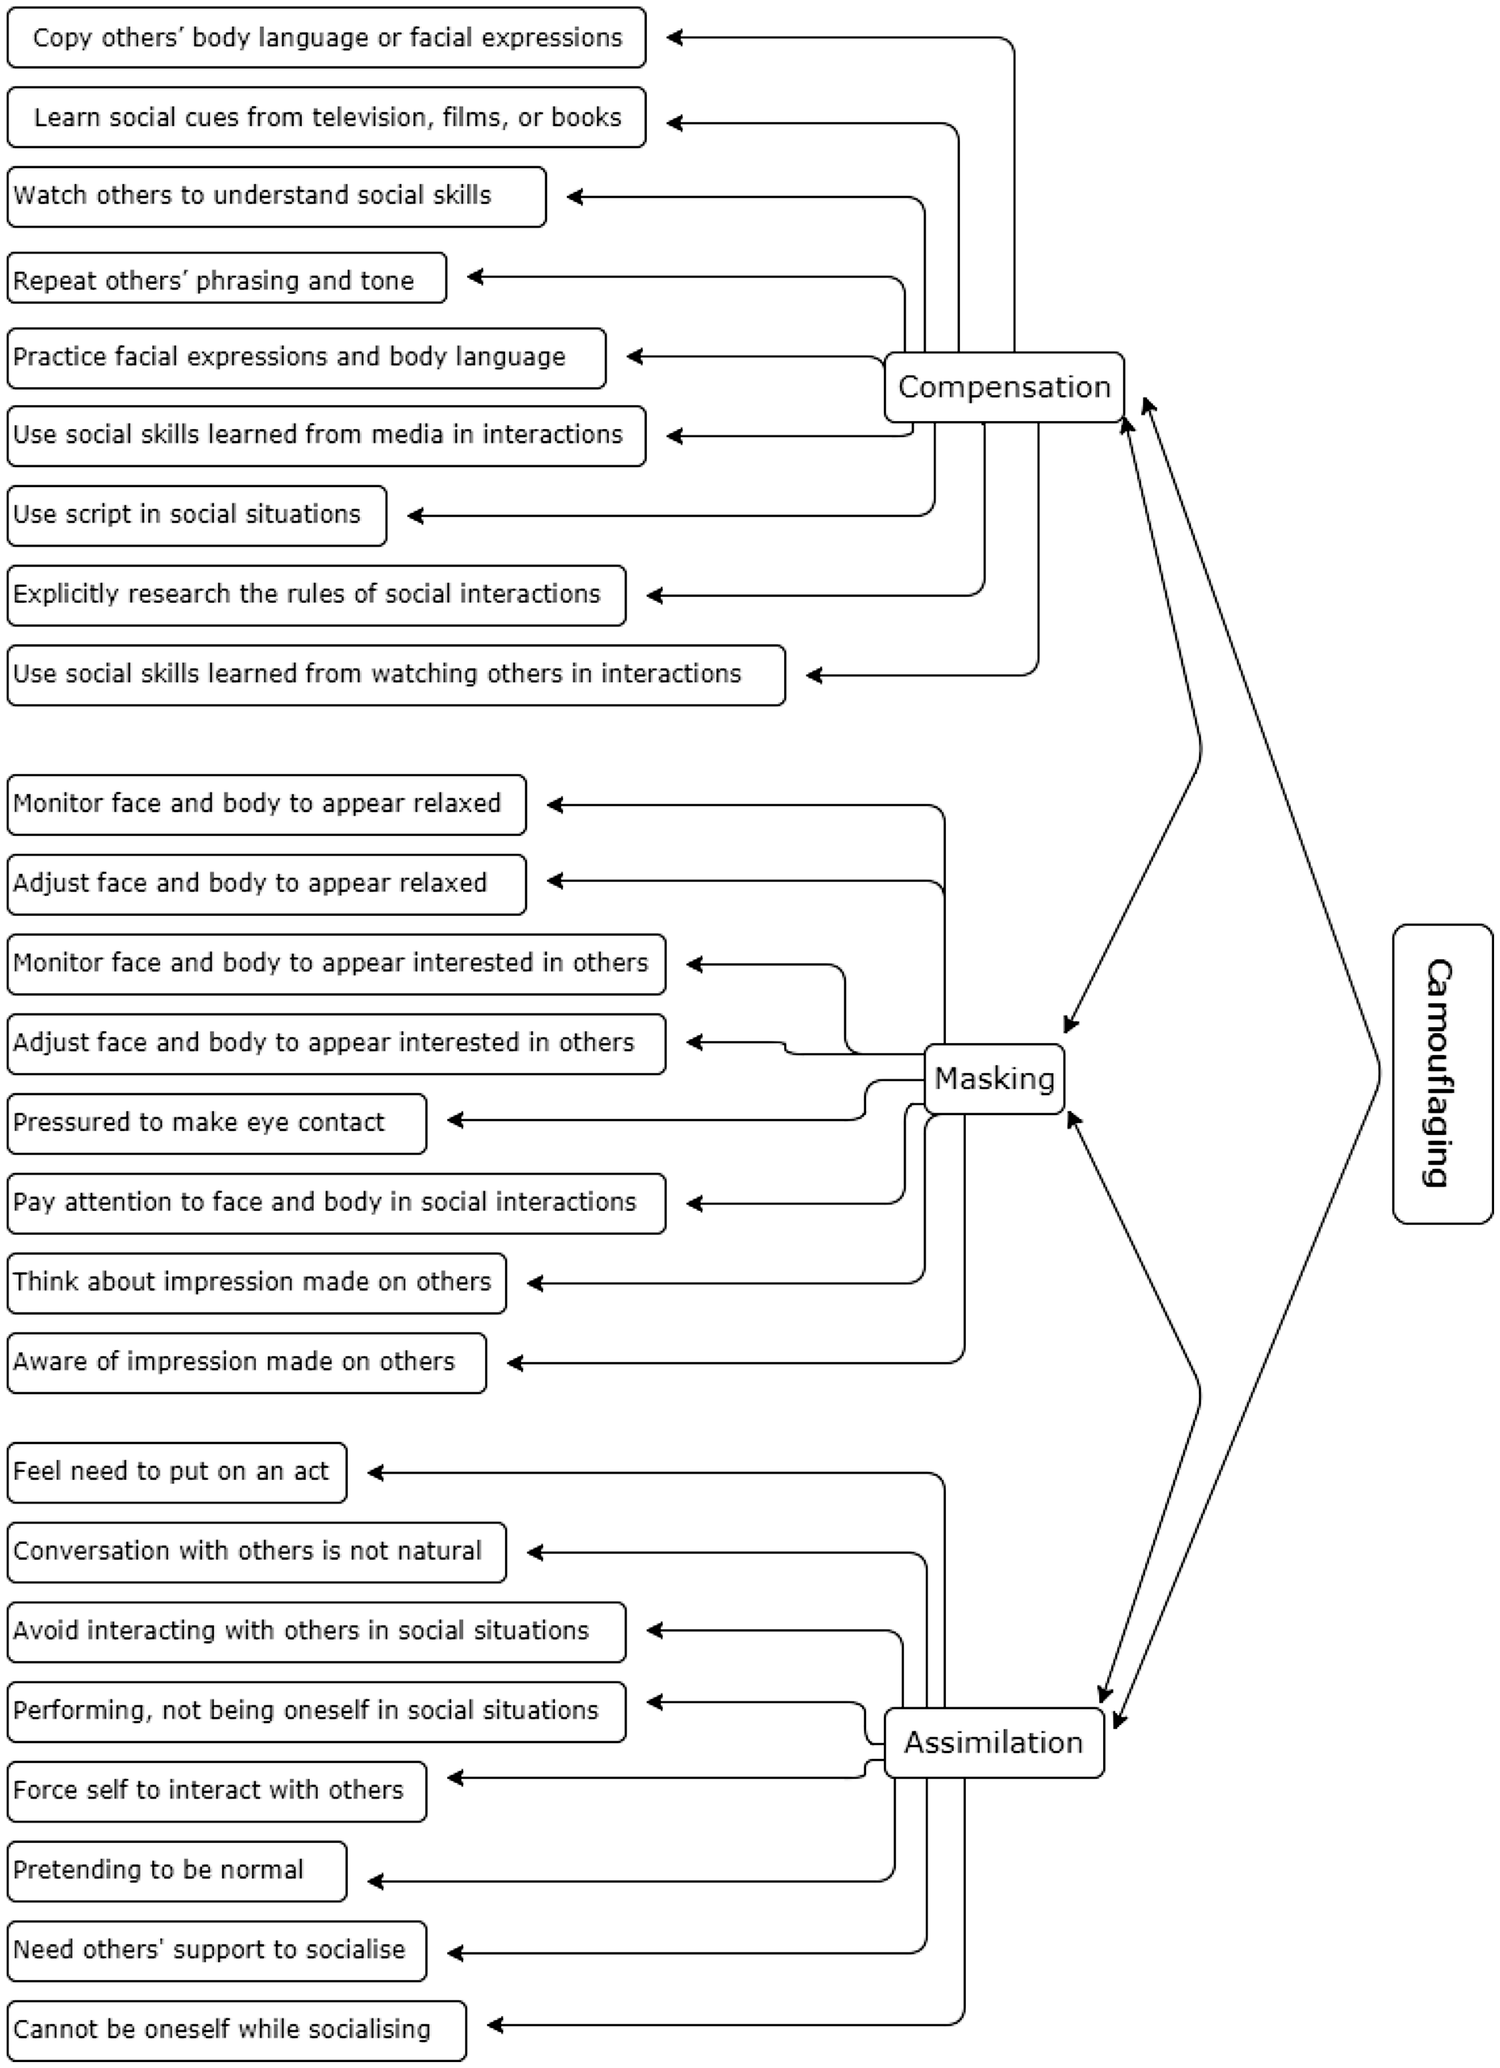 Copy others’ body language or facial expressions
Learn social cues from television, films, or books
Watch others to understand social skills
Repeat others’ phrasing and tone
Practice facial expressions and body language
Compensation
Use social skills learned from media in interactions
Use script in social situations
Explicitly research the rules of social interactions
Use social skills learned from watching others in interactions
Monitor face and body to appear relaxed
Adjust face and body to appear relaxed
Monitor face and body to appear interested in others
Adjust face and body to appear interested in others
Masking
Pressured to make eye contact
Pay attention to face and body in social interactions
Think about impression made on others
Aware of impression made on others
Camouflaging
Feel need to put on an act
Conversation with others is not natural
Avoid interacting with others in social situations
Performing, not being oneself in social situations
Assimilation
Force self to interact with others
Pretending to be normal
Need others' support to socialise
Cannot be oneself while socialising